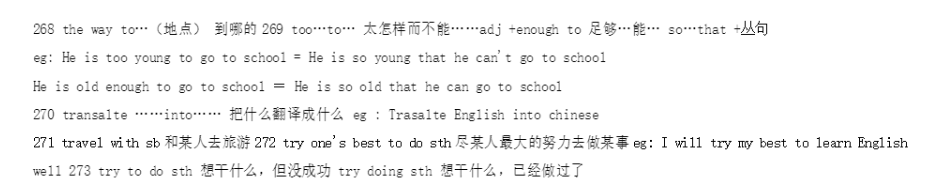 268 the way to…（地点） 到哪的 269 too…to… 太怎样而不能……adj +enough to 足够…能… so…that +丛句
eg: He is too young to go to school = He is so young that he can't go to school
He is old enough to go to school ＝ He is so old that he can go to school
270 transalte ……into…… 把什么翻译成什么 eg : Trasalte English into chinese
271 travel with sb 和某人去旅游 272 try one's best to do sth 尽某人最大的努力去做某事 eg: I will try my best to learn English
well 273 try to do sth 想干什么，但没成功 try doing sth 想干什么，已经做过了